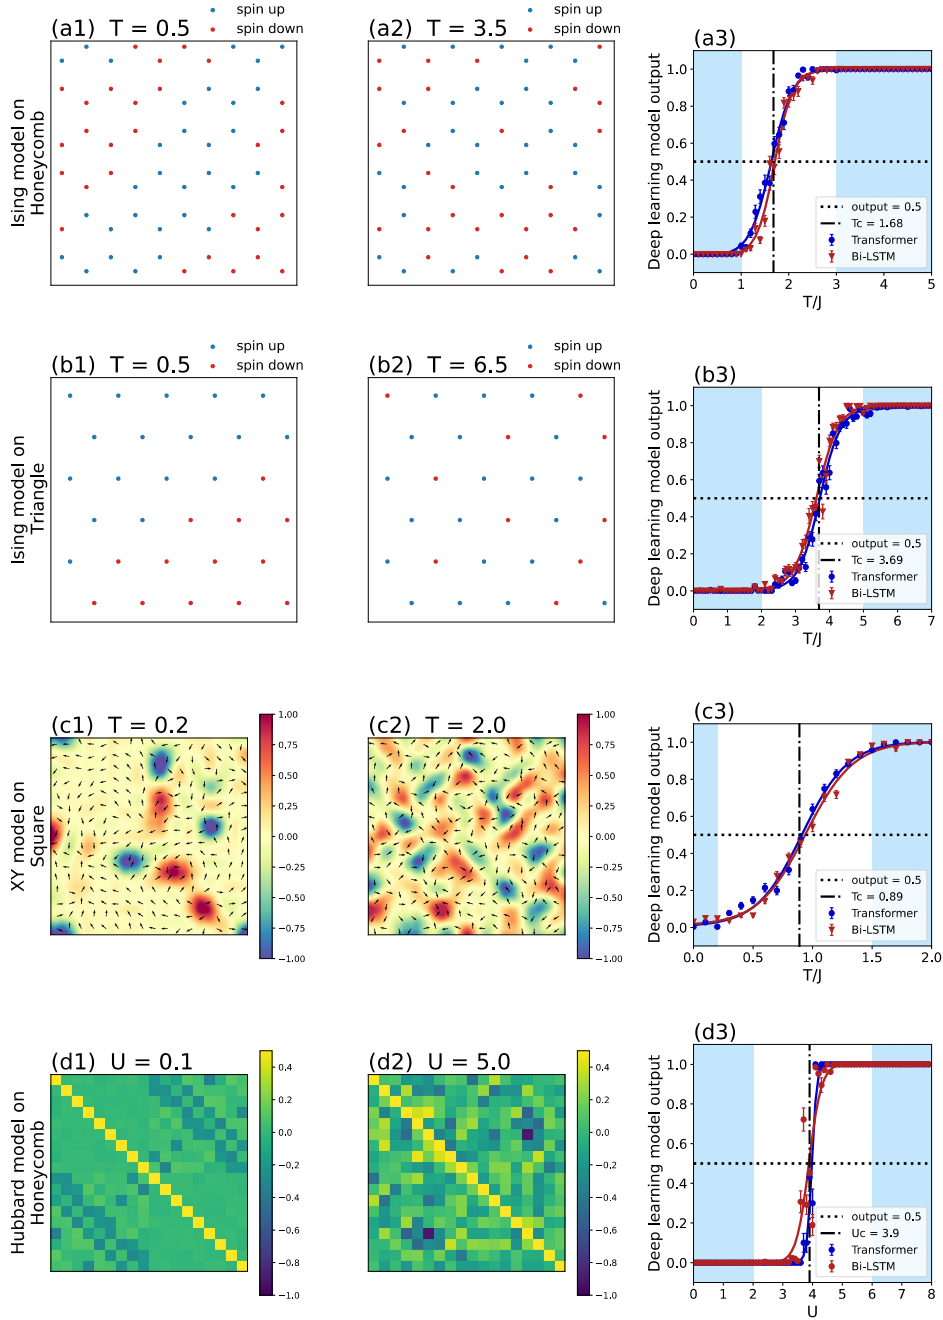 (a1) T = 0.5
spin up
spin down
Ising model on
Honeycomb
(a2) T = 3.5
spin up
spin down
(a3)
Deep learning model output
1.0
0.8
0.6
0.4
0.2
0.0
output = 0.5
Tc = 1.68
Transformer
Bi-LSTM
0 1 2 3 4 5
T/J
(b1) T = 0.5
spin up
spin down
Ising model on
Triangle
(b2) T = 6.5
spin up
spin down
(b3)
Deep learning model output
1.0
0.8
0.6
0.4
0.2
0.0
output = 0.5
Tc = 3.69
Transformer
Bi-LSTM
0 1 2 3 4 5 6 7
T/J
(c1) T = 0.2
XY model on
Square
1.00
0.75
0.50
0.25
0.00
−0.25
−0.50
−0.75
−1.00
(c2) T = 2.0
1.00
0.75
0.50
0.25
0.00
−0.25
−0.50
−0.75
−1.00
(c3)
Deep learning model output
1.0
0.8
0.6
0.4
0.2
0.0
output = 0.5
Tc = 0.89
Transformer
Bi-LSTM
0.0 0.5 1.0 1.5 2.0
T/J
(d1) U = 0.1
Hubbard model on
Honeycomb
0.4
0.2
0.0
−0.2
−0.4
−0.6
−0.8
−1.0
(d2) U = 5.0
0.4
0.2
0.0
−0.2
−0.4
−0.6
−0.8
−1.0
(d3)
Deep learning model output
1.0
0.8
0.6
0.4
0.2
0.0
output = 0.5
Uc = 3.9
Transformer
Bi-LSTM
0 1 2 3 4 5 6 7 8
U